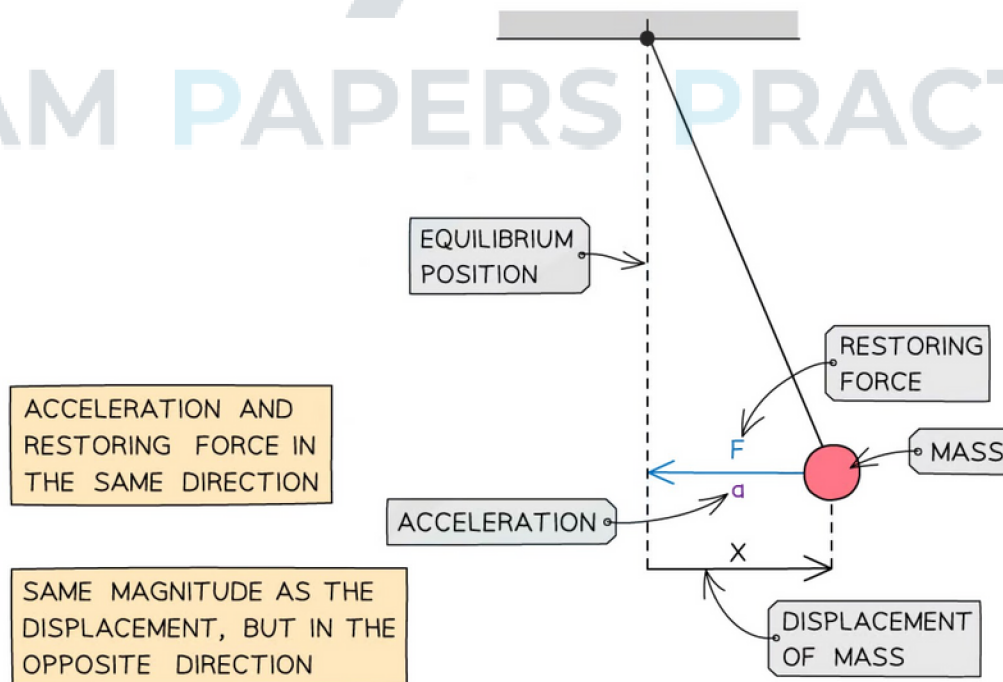 AM PAPERS PRACT
EQUILIBRIUM
POSITION
RESTORING
FORCE
ACCELERATION AND
RESTORING FORCE IN
THE SAME DIRECTION
F
MASS
a
ACCELERATION
X
SAME MAGNITUDE AS THE
DISPLACEMENT, BUT IN THE
OPPOSITE DIRECTION
DISPLACEMENT
OF MASS